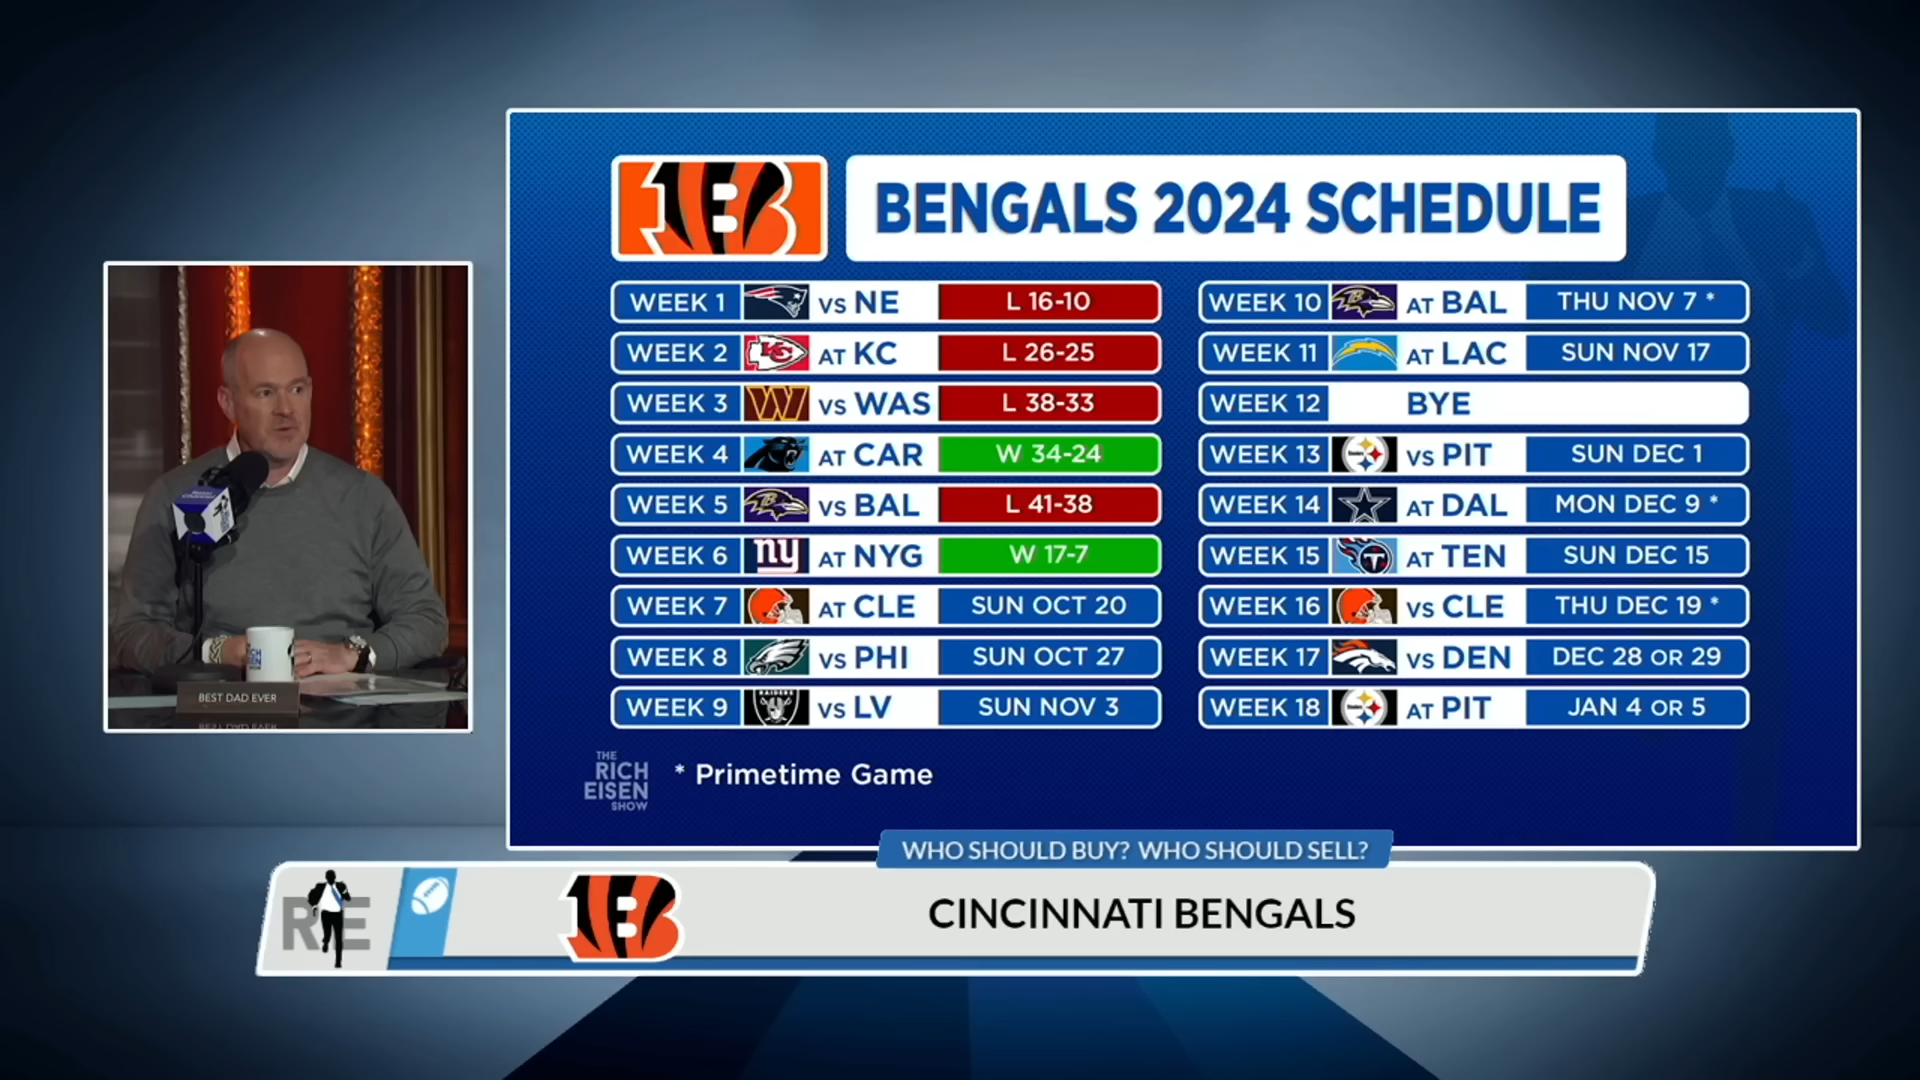 BENGALS 2024 SCHEDULE
WEEK 1 VS NE L 16-10
WEEK 2 AT KC L 26-25
WEEK 3 VS WAS L 38-33
WEEK 4 AT CAR W 34-24
WEEK 5 VS BAL L 41-38
WEEK 6 ny AT NYG W 17-7
WEEK 7 AT CLE SUN OCT 20
WEEK 8 VS PHI SUN OCT 27
WEEK 9 RAIDERS VS LV SUN NOV 3
WEEK 10 AT BAL THU NOV 7 *
WEEK 11 AT LAC SUN NOV 17
WEEK 12 BYE
WEEK 13 VS PIT SUN DEC 1
WEEK 14 AT DAL MON DEC 9 *
WEEK 15 AT TEN SUN DEC 15
WEEK 16 VS CLE THU DEC 19 *
WEEK 17 VS DEN DEC 28 OR 29
WEEK 18 AT PIT JAN 4 OR 5
THE
RICH
EISEN
SHOW
* Primetime Game
BEST DAD EVER
WHO SHOULD BUY? WHO SHOULD SELL?
RE
CINCINNATI BENGALS